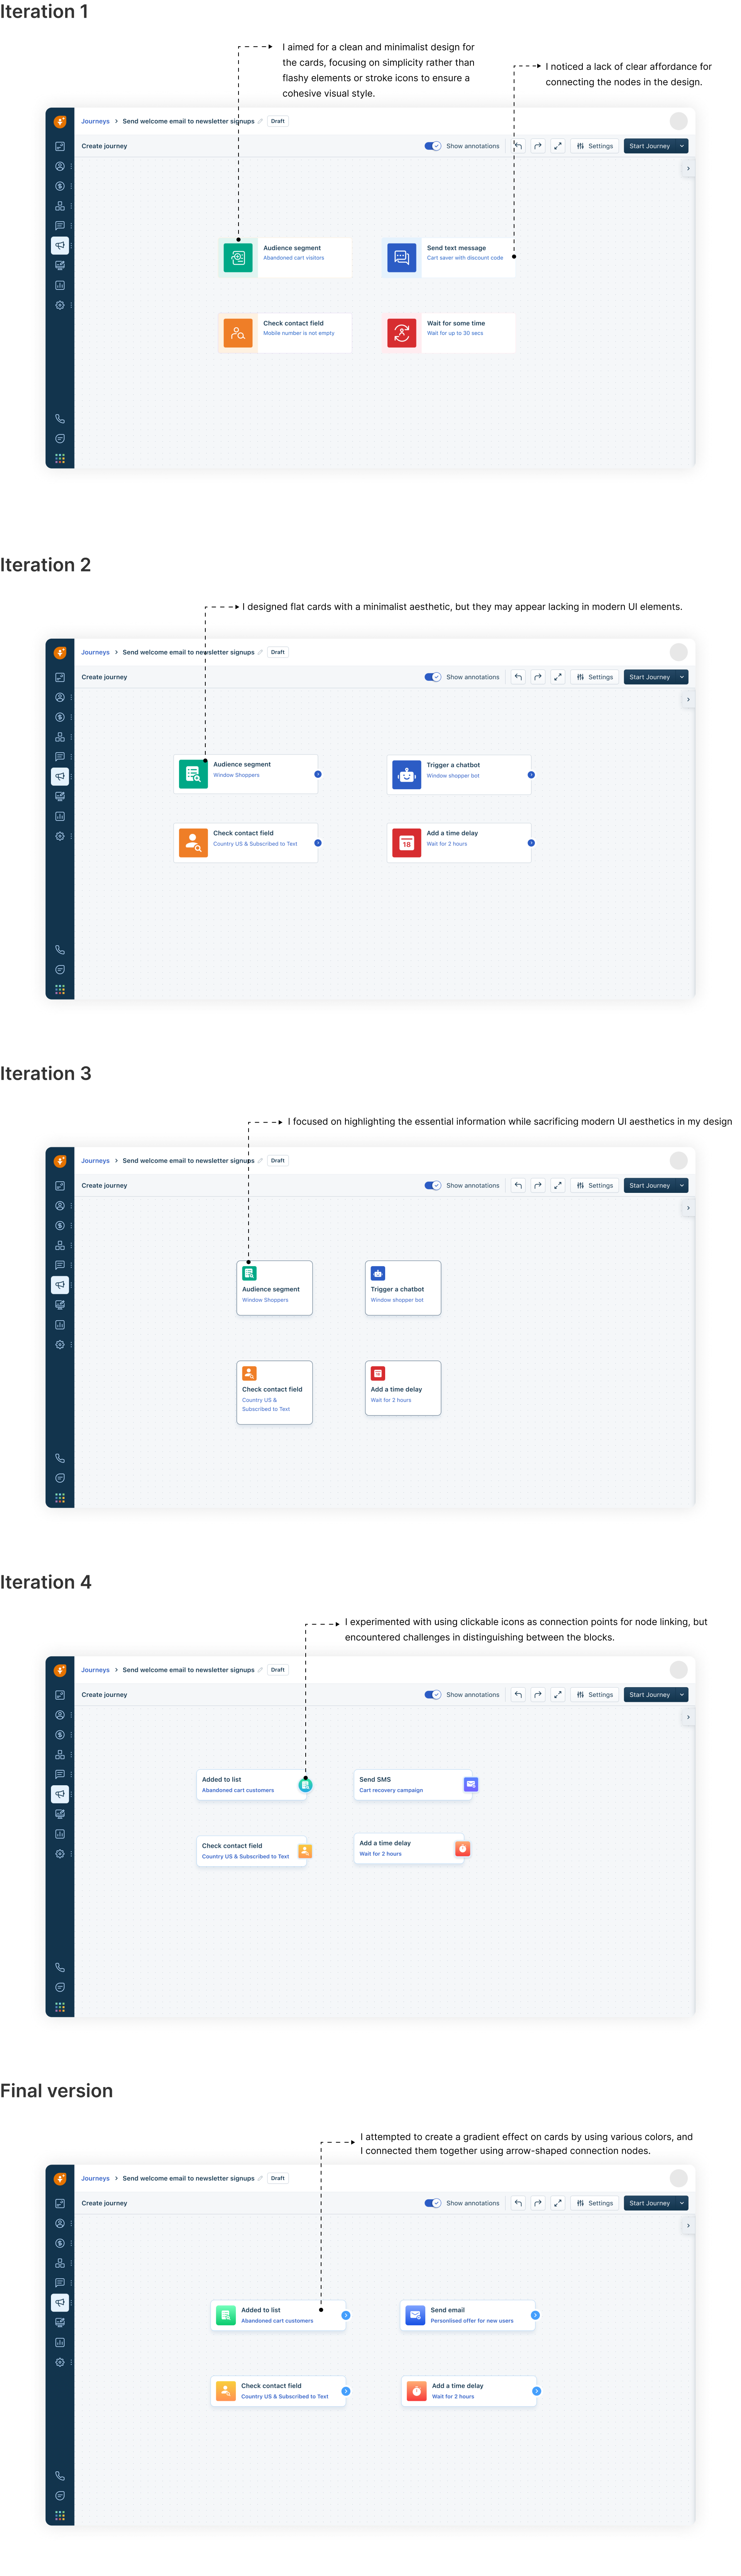 Iteration 1
I aimed for a clean and minimalist design for
the cards, focusing on simplicity rather than
flashy elements or stroke icons to ensure a
cohesive visual style.
I noticed a lack of clear affordance for
connecting the nodes in the design.
Journeys > Send welcome email to newsletter signups Draft
Create journey Show annotations Settings Start Journey
Audience segment
Abandoned cart visitors
Send text message
Cart saver with discount code
Check contact field
Mobile number is not empty
Wait for some time
Wait for up to 30 secs
Iteration 2
I designed flat cards with a minimalist aesthetic, but they may appear lacking in modern UI elements.
Journeys > Send welcome email to newsletter signups Draft
Create journey Show annotations Settings Start Journey
Audience segment
Window Shoppers
Trigger a chatbot
Window shopper bot
Check contact field
Country US & Subscribed to Text
18
Add a time delay
Wait for 2 hours
Iteration 3
I focused on highlighting the essential information while sacrificing modern UI aesthetics in my design
Journeys > Send welcome email to newsletter signups Draft
Create journey Show annotations Settings Start Journey
Audience segment
Window Shoppers
Trigger a chatbot
Window shopper bot
Check contact field
Country US &
Subscribed to Text
Add a time delay
Wait for 2 hours
Iteration 4
I experimented with using clickable icons as connection points for node linking, but
encountered challenges in distinguishing between the blocks.
Journeys > Send welcome email to newsletter signups Draft
Create journey Show annotations Settings Start Journey
Added to list
Abandoned cart customers
Send SMS
Cart recovery campaign
Check contact field
Country US & Subscribed to Text
Add a time delay
Wait for 2 hours
Final version
I attempted to create a gradient effect on cards by using various colors, and
I connected them together using arrow-shaped connection nodes.
Journeys > Send welcome email to newsletter signups Draft
Create journey Show annotations Settings Start Journey
Added to list
Abandoned cart customers
Send email
Personlised offer for new users
Check contact field
Country US & Subscribed to Text
Add a time delay
Wait for 2 hours